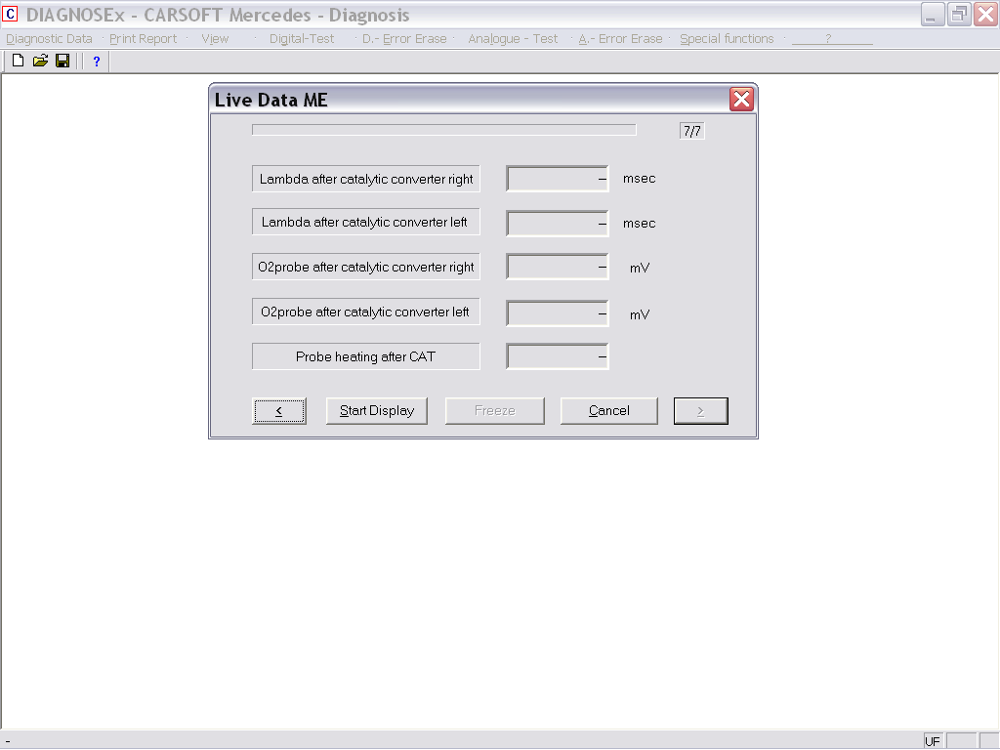 C DIAGNOSEx - CARSOFT Mercedes - Diagnosis
Diagnostic Data - Print Report - View - Digital-Test - D.- Error Erase - Analogue - Test - A.- Error Erase - Special functions - ?
?
Live Data ME
7/7
Lambda after catalytic converter right – msec
Lambda after catalytic converter left – msec
O2probe after catalytic converter right – mV
O2probe after catalytic converter left – mV
Probe heating after CAT –
< Start Display Freeze Cancel >
- UF